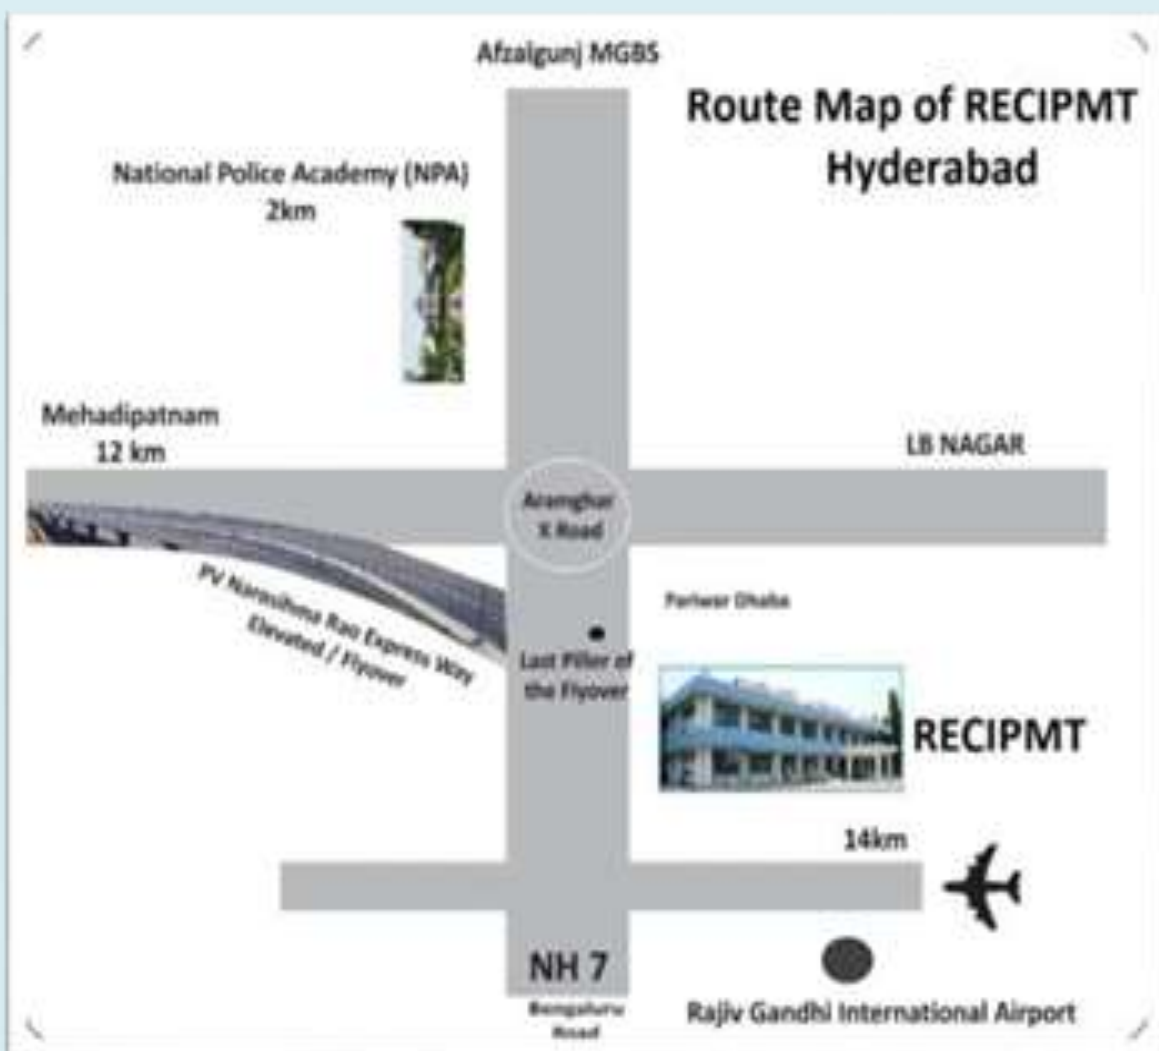 Afzalgunj MGBS
Route Map of RECIPMT
Hyderabad
National Police Academy (NPA)
2km
Mehadipatnam
12 km
LB NAGAR
Aramghar
X Road
PV Narasihma Rao Express Way
Elevated / Flyover
Pariwar Dhaba
Last Piller of
the Flyover
RECIPMT
14km
NH 7
Bengaluru
Road
Rajiv Gandhi International Airport